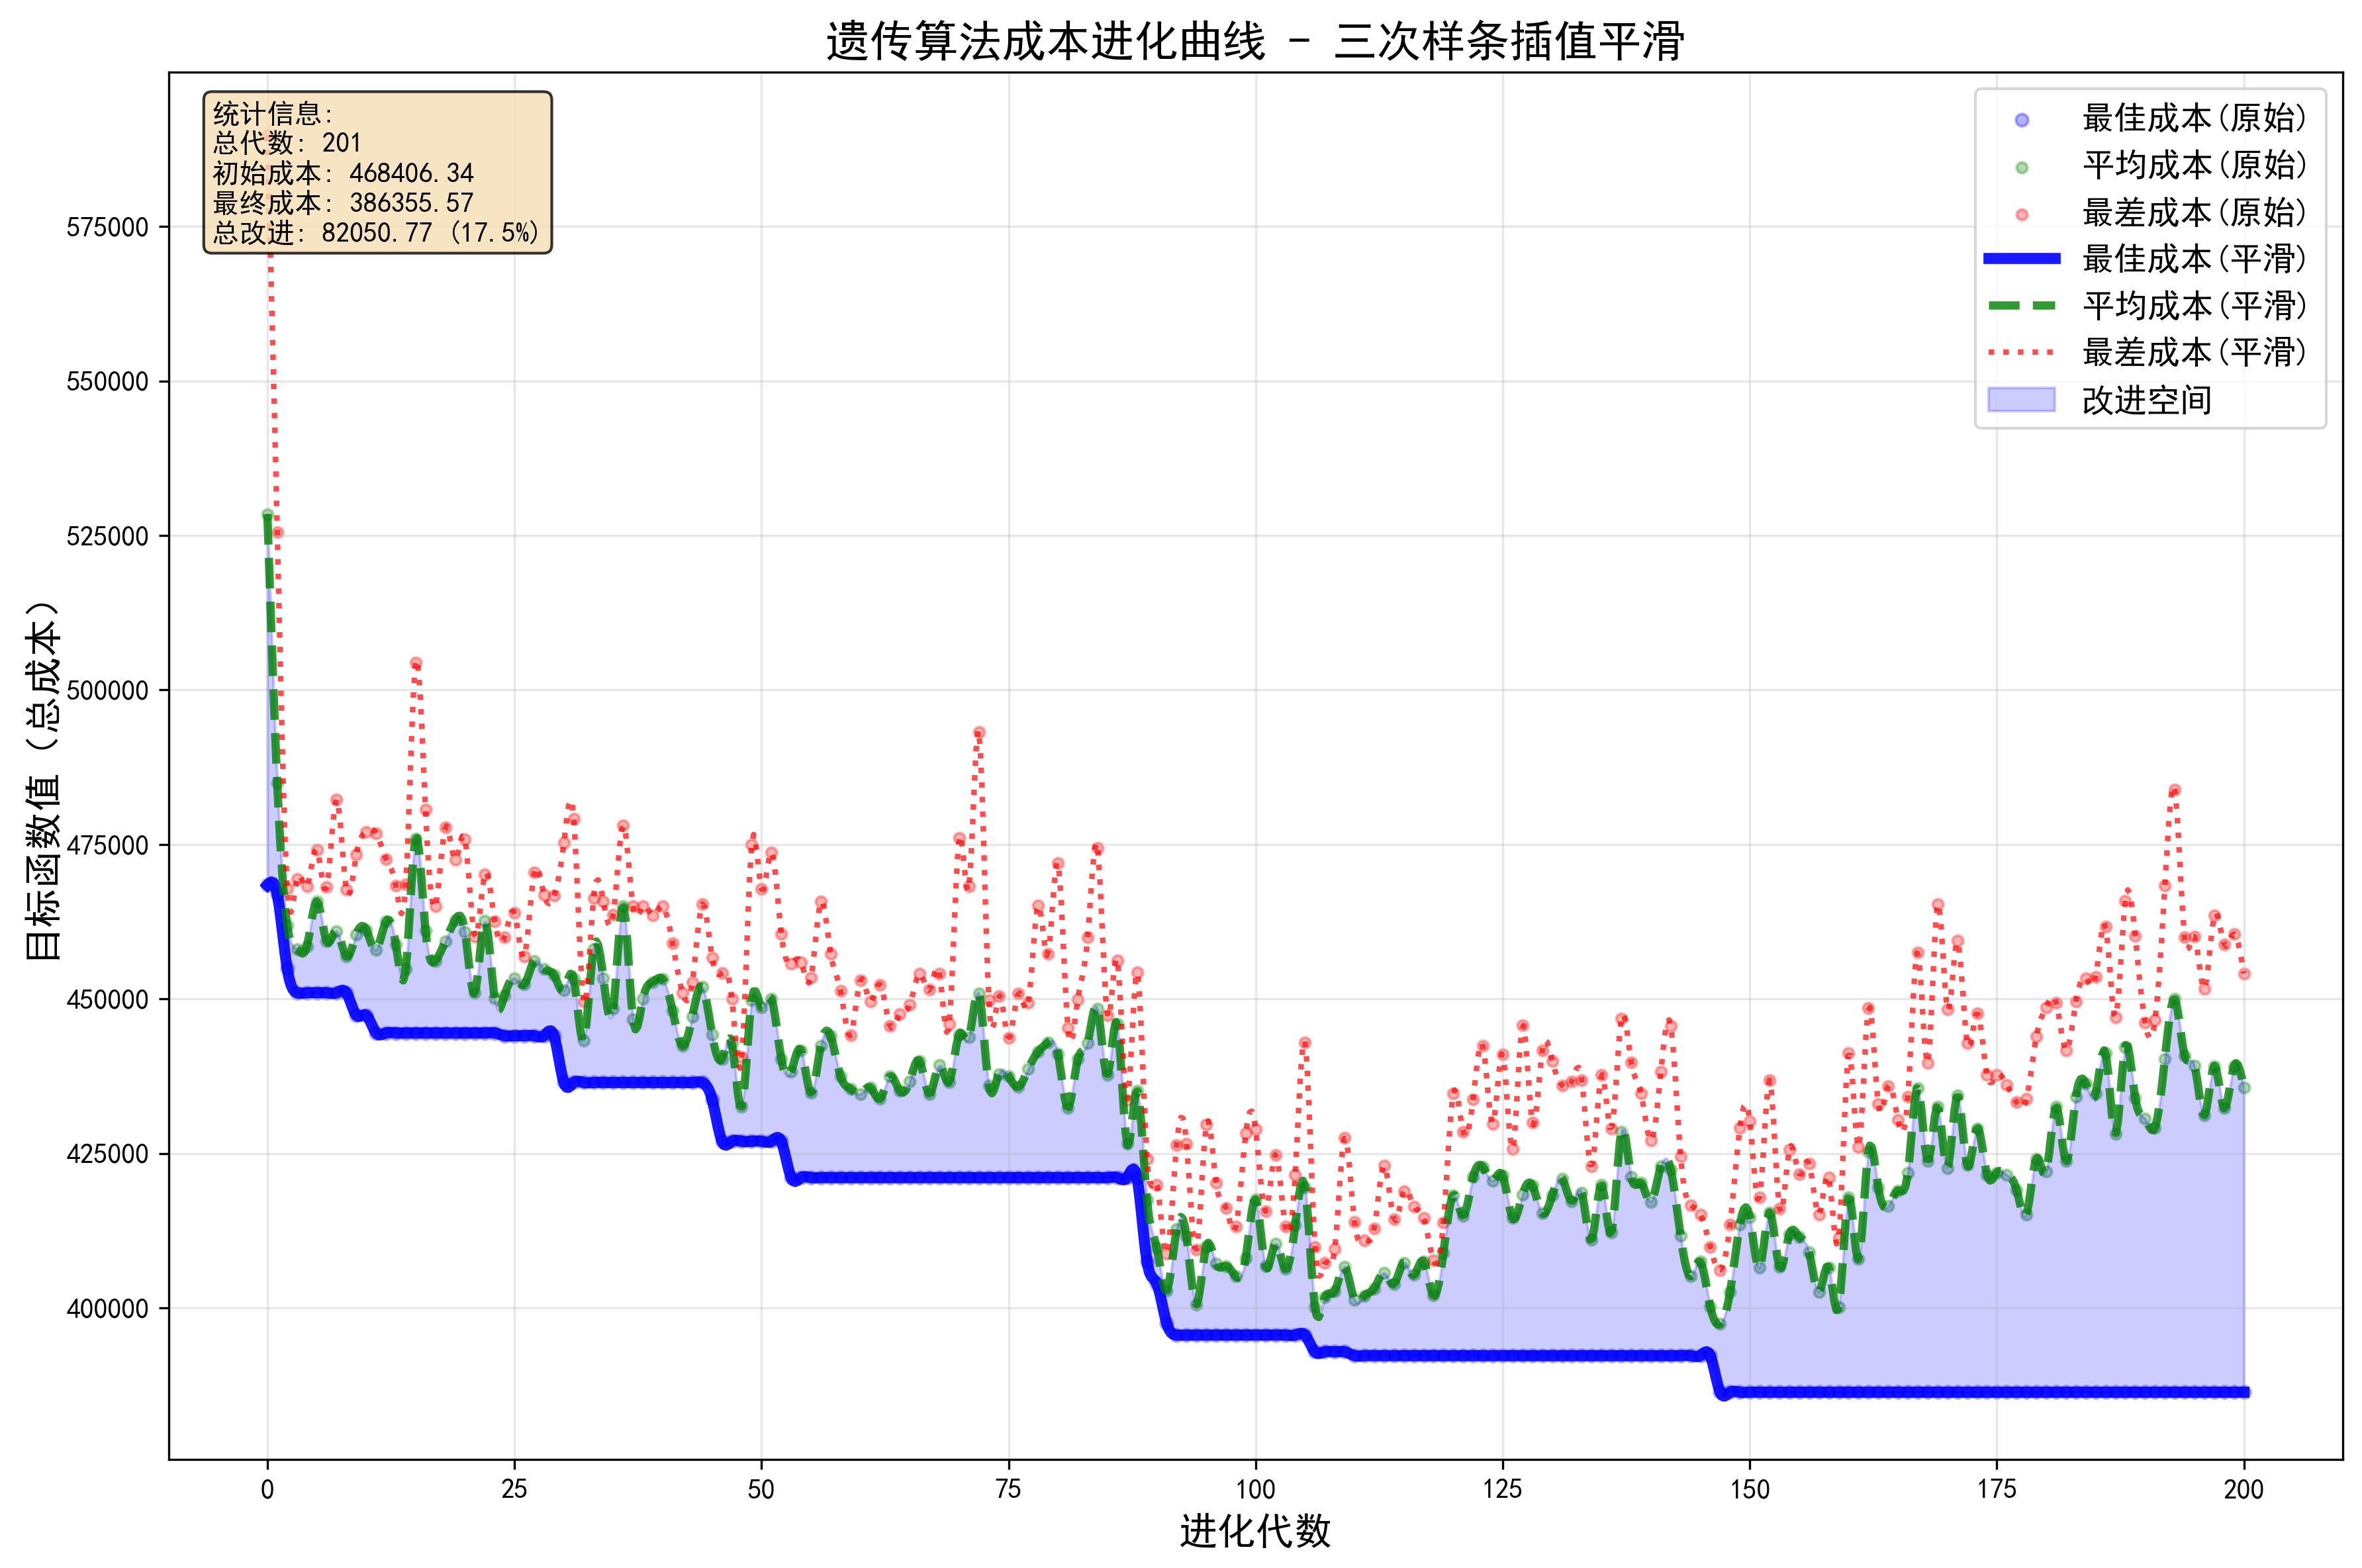 遗传算法成本进化曲线 - 三次样条插值平滑
统计信息:
总代数: 201
初始成本: 468406.34
最终成本: 386355.57
总改进: 82050.77 (17.5%)
最佳成本(原始)
平均成本(原始)
最差成本(原始)
最佳成本(平滑)
平均成本(平滑)
最差成本(平滑)
改进空间
目标函数值（总成本）
575000
550000
525000
500000
475000
450000
425000
400000
0 25 50 75 100 125 150 175 200
进化代数